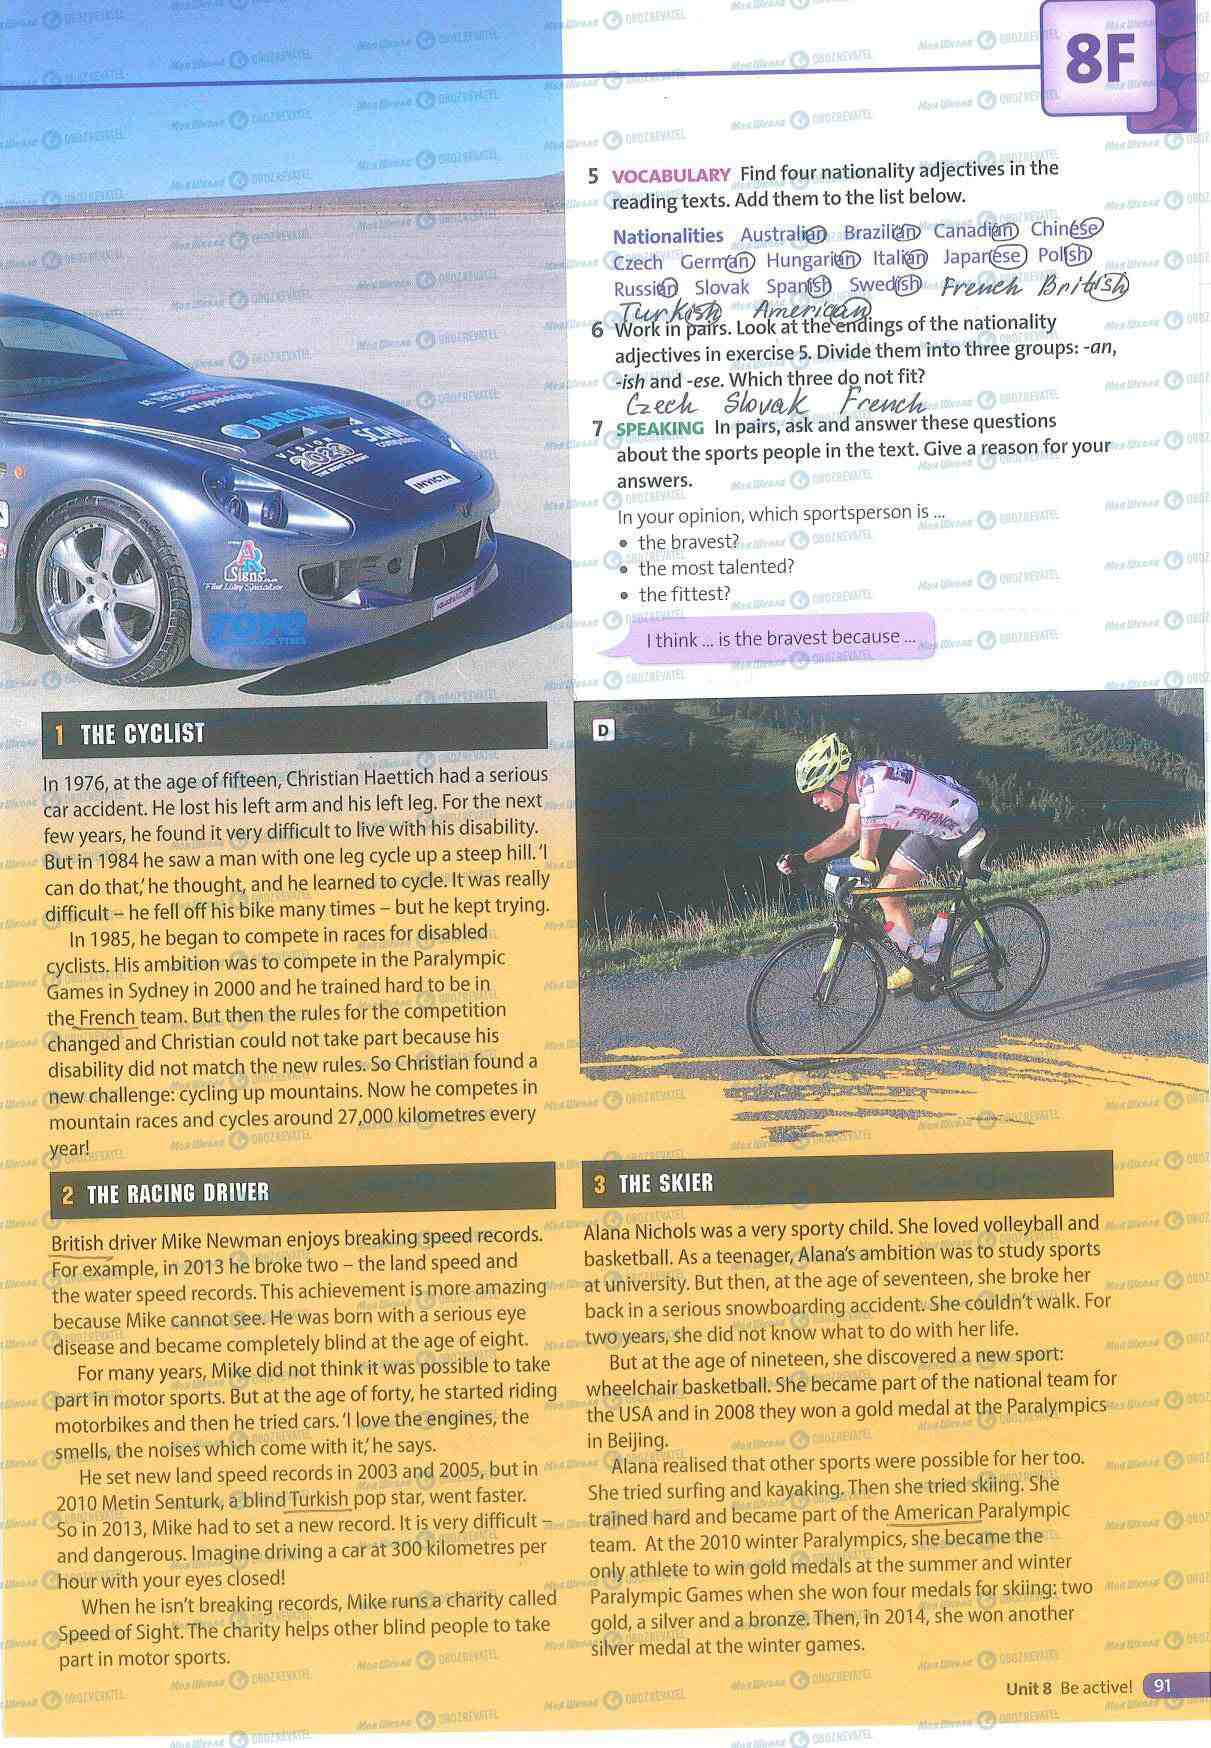 8F
5 VOCABULARY Find four nationality adjectives in the
reading texts. Add them to the list below.
Nationalities Australian Brazilian Canadian Chinese
Czech German Hungarian Italian Japanese Polish
Russian Slovak Spanish Swedish French British
Turkish American
6 Work in pairs. Look at the endings of the nationality
adjectives in exercise 5. Divide them into three groups: -an,
-ish and -ese. Which three do not fit?
Czech Slovak French
7 SPEAKING In pairs, ask and answer these questions
about the sports people in the text. Give a reason for your
answers.
In your opinion, which sportsperson is ...
• the bravest?
• the most talented?
• the fittest?
I think ... is the bravest because ...
BARCLAYS
VISION
2020
SCAN
INVICTA
Signs
TOYO
D
FRANCE
1 THE CYCLIST
In 1976, at the age of fifteen, Christian Haettich had a serious
car accident. He lost his left arm and his left leg. For the next
few years, he found it very difficult to live with his disability.
But in 1984 he saw a man with one leg cycle up a steep hill. ‘I
can do that,’ he thought, and he learned to cycle. It was really
difficult – he fell off his bike many times – but he kept trying.
In 1985, he began to compete in races for disabled
cyclists. His ambition was to compete in the Paralympic
Games in Sydney in 2000 and he trained hard to be in
the French team. But then the rules for the competition
changed and Christian could not take part because his
disability did not match the new rules. So Christian found a
new challenge: cycling up mountains. Now he competes in
mountain races and cycles around 27,000 kilometres every
year!
2 THE RACING DRIVER
British driver Mike Newman enjoys breaking speed records.
For example, in 2013 he broke two – the land speed and
the water speed records. This achievement is more amazing
because Mike cannot see. He was born with a serious eye
disease and became completely blind at the age of eight.
For many years, Mike did not think it was possible to take
part in motor sports. But at the age of forty, he started riding
motorbikes and then he tried cars. ‘I love the engines, the
smells, the noises which come with it,’ he says.
He set new land speed records in 2003 and 2005, but in
2010 Metin Senturk, a blind Turkish pop star, went faster.
So in 2013, Mike had to set a new record. It is very difficult –
and dangerous. Imagine driving a car at 300 kilometres per
hour with your eyes closed!
When he isn’t breaking records, Mike runs a charity called
Speed of Sight. The charity helps other blind people to take
part in motor sports.
3 THE SKIER
Alana Nichols was a very sporty child. She loved volleyball and
basketball. As a teenager, Alana’s ambition was to study sports
at university. But then, at the age of seventeen, she broke her
back in a serious snowboarding accident. She couldn’t walk. For
two years, she did not know what to do with her life.
But at the age of nineteen, she discovered a new sport:
wheelchair basketball. She became part of the national team for
the USA and in 2008 they won a gold medal at the Paralympics
in Beijing.
Alana realised that other sports were possible for her too.
She tried surfing and kayaking. Then she tried skiing. She
trained hard and became part of the American Paralympic
team. At the 2010 winter Paralympics, she became the
only athlete to win gold medals at the summer and winter
Paralympic Games when she won four medals for skiing: two
gold, a silver and a bronze. Then, in 2014, she won another
silver medal at the winter games.
Unit 8 Be active! 91